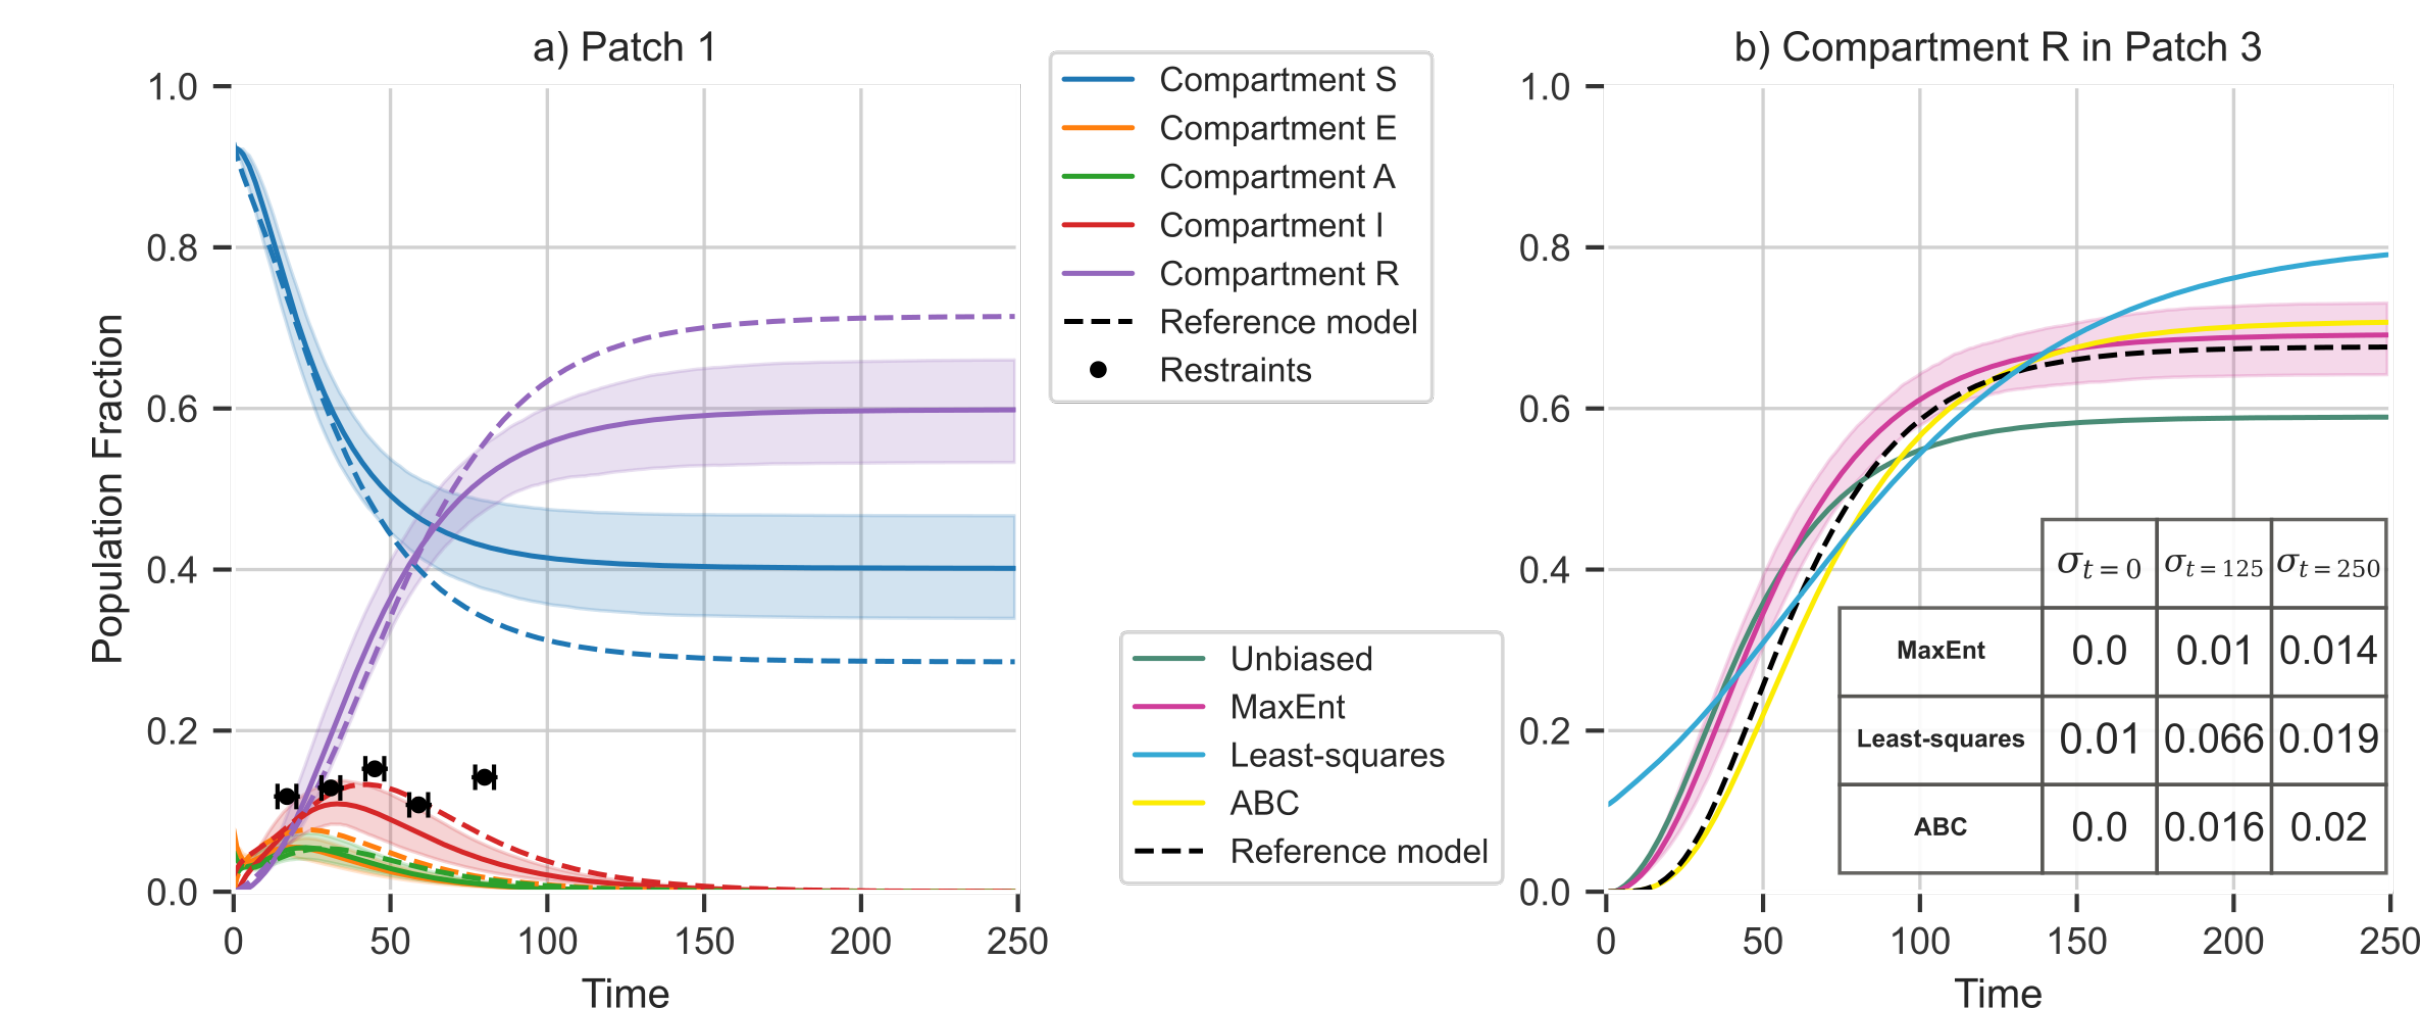 a) Patch 1
1.0
0.8
0.6
0.4
0.2
0.0
Population Fraction
0 50 100 150 200 250
Time
Compartment S
Compartment E
Compartment A
Compartment I
Compartment R
Reference model
Restraints
Unbiased
MaxEnt
Least-squares
ABC
Reference model
b) Compartment R in Patch 3
1.0
0.8
0.6
0.4
0.2
0.0
σt = 0 σt = 125 σt = 250
MaxEnt 0.0 0.01 0.014
Least-squares 0.01 0.066 0.019
ABC 0.0 0.016 0.02
0 50 100 150 200 250
Time